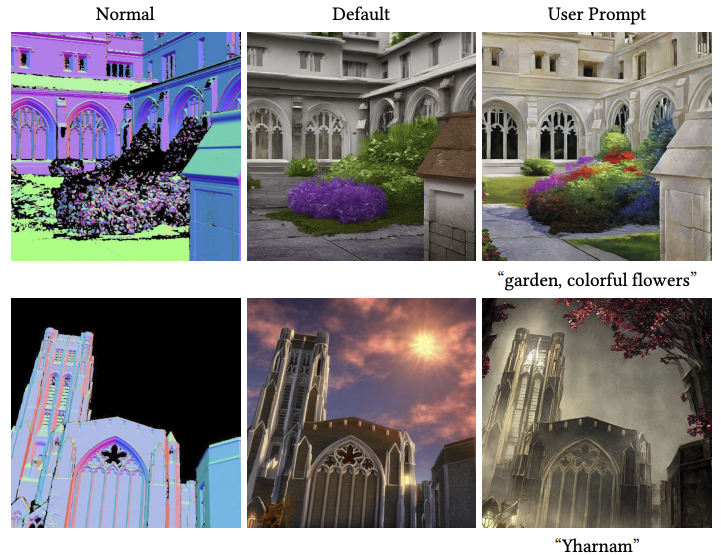 Normal Default User Prompt
“garden, colorful flowers”
“Yharnam”